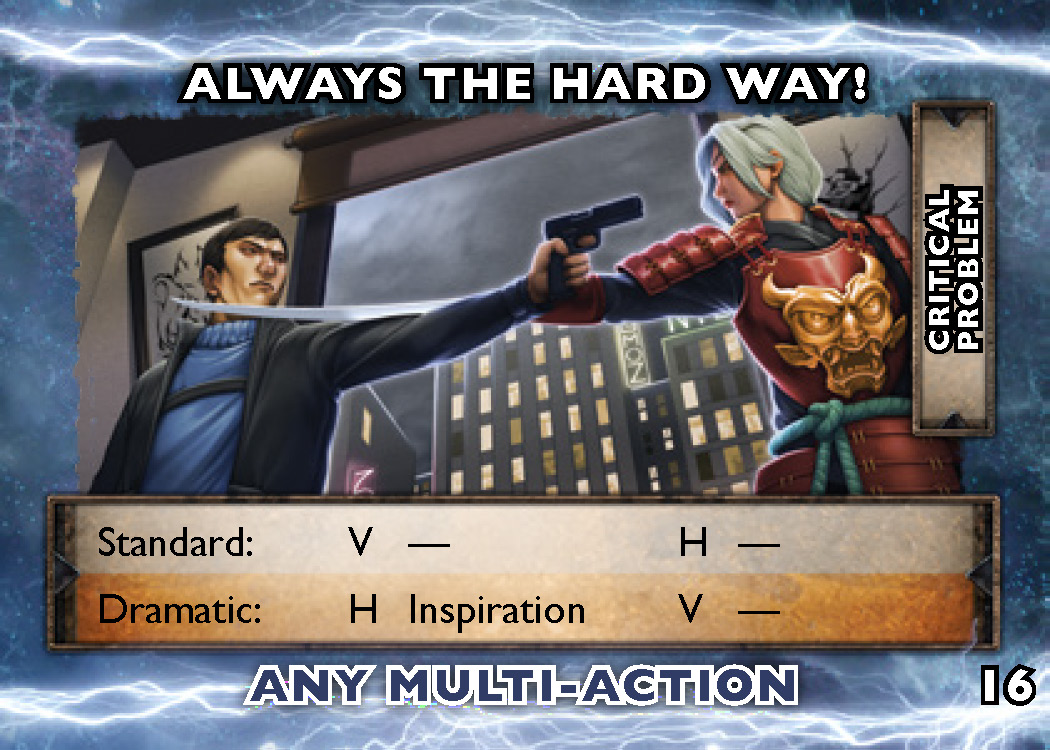 ALWAYS THE HARD WAY!
CRITICAL
PROBLEM
Standard: V — H —
Dramatic: H Inspiration V —
ANY MULTI-ACTION
16